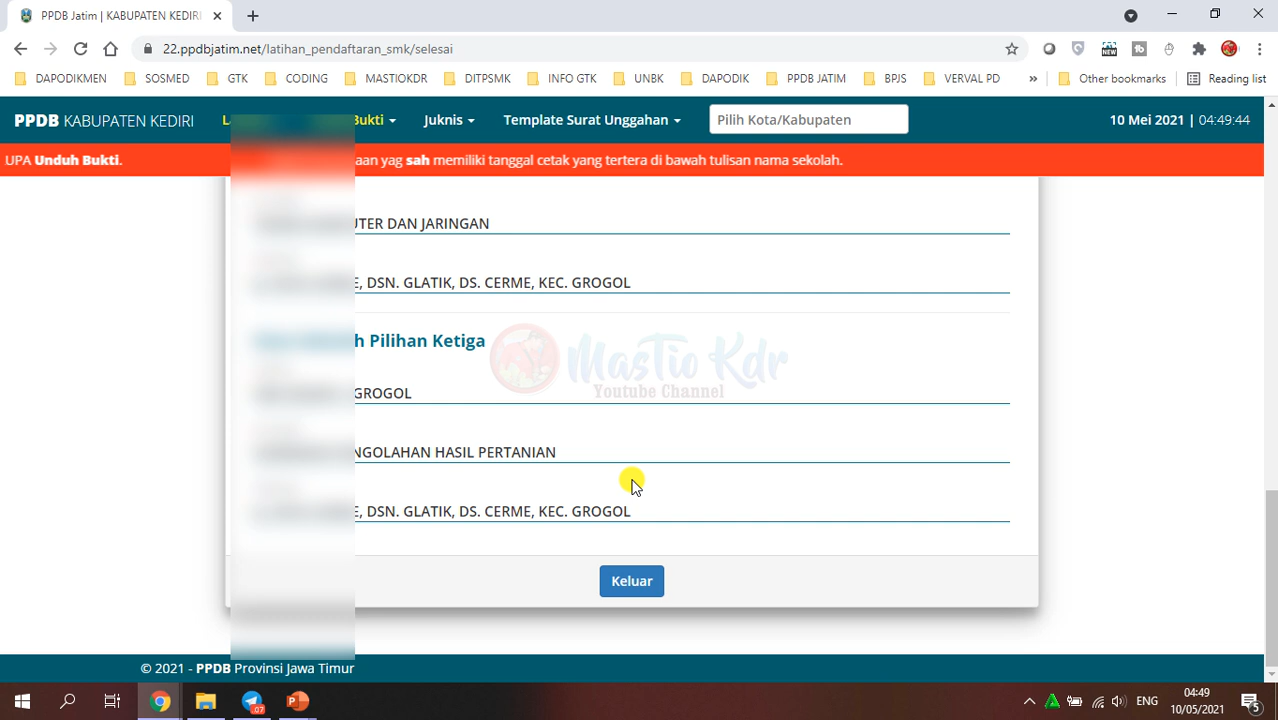 PPDB Jatim | KABUPATEN KEDIRI
22.ppdbjatim.net/latihan_pendaftaran_smk/selesai
DAPODIKMEN SOSMED GTK CODING MASTIOKDR DITPSMK INFO GTK UNBK DAPODIK PPDB JATIM BPJS VERVAL PD » Other bookmarks Reading list
NEW
PPDB KABUPATEN KEDIRI Bukti Juknis Template Surat Unggahan Pilih Kota/Kabupaten 10 Mei 2021 | 04:49:44
UPA Unduh Bukti. aan yag sah memiliki tanggal cetak yang tertera di bawah tulisan nama sekolah.
UTER DAN JARINGAN
E, DSN. GLATIK, DS. CERME, KEC. GROGOL
h Pilihan Ketiga
MasTio Kdr
Youtube Channel
GROGOL
NGOLAHAN HASIL PERTANIAN
E, DSN. GLATIK, DS. CERME, KEC. GROGOL
Keluar
© 2021 - PPDB Provinsi Jawa Timur
07
ENG
04:49
10/05/2021
5